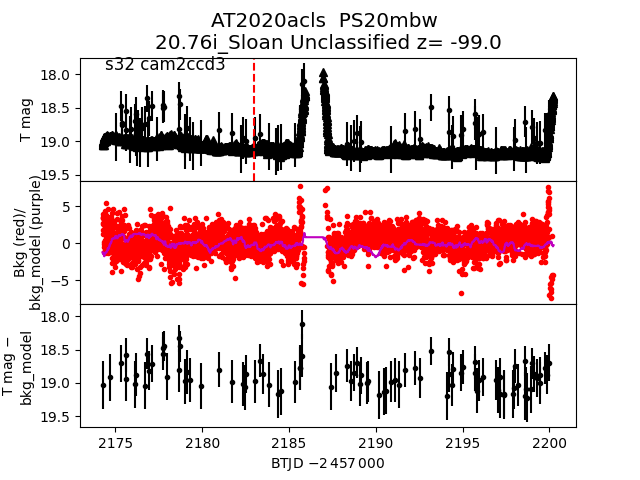 AT2020acls  PS20mbw
20.76i_Sloan Unclassified z= -99.0
s32 cam2ccd3
T mag
18.0
18.5
19.0
19.5
Bkg (red)/
bkg_model (purple)
5
0
−5
T mag −
bkg_model
18.0
18.5
19.0
19.5
2175 2180 2185 2190 2195 2200
BTJD −2 457 000